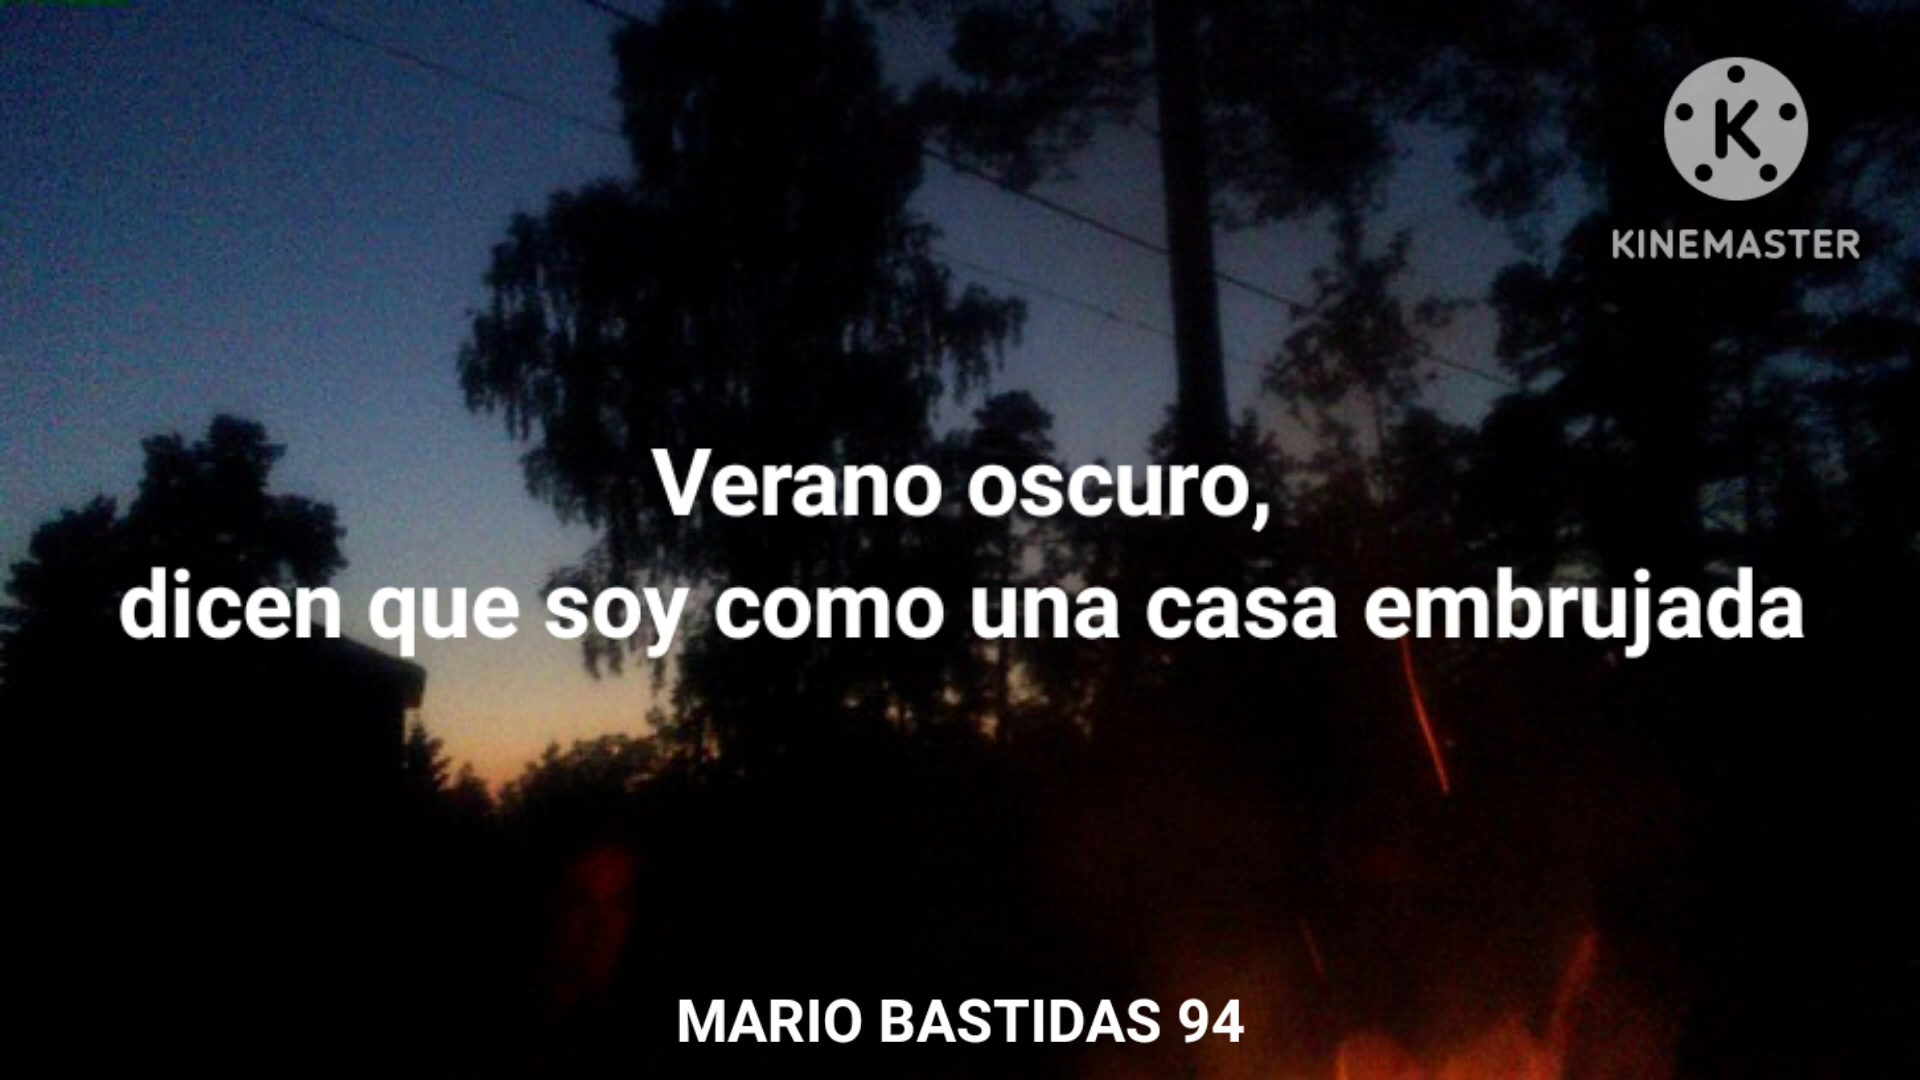 K
KINEMASTER
Verano oscuro,
dicen que soy como una casa embrujada
MARIO BASTIDAS 94